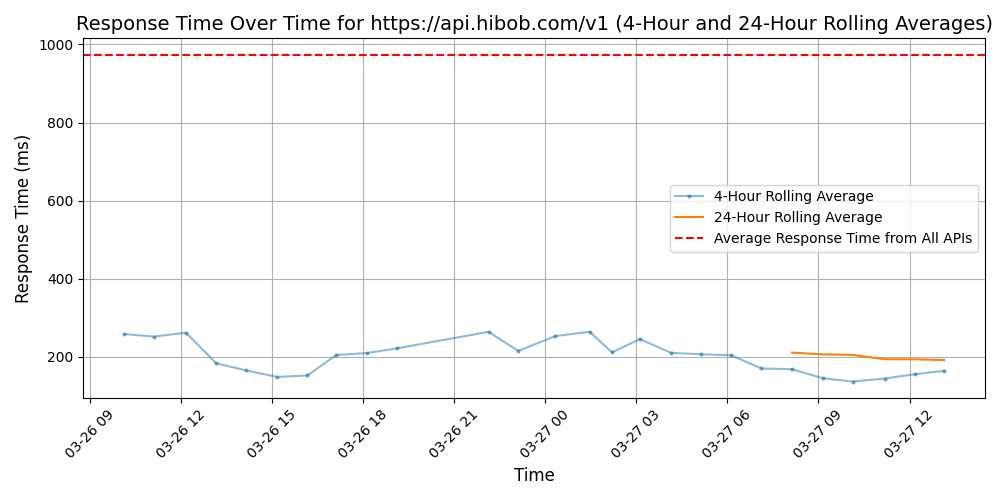 Response Time Over Time for https://api.hibob.com/v1 (4-Hour and 24-Hour Rolling Averages)
Response Time (ms)
1000
800
600
400
200
4-Hour Rolling Average
24-Hour Rolling Average
Average Response Time from All APIs
03-26 09
03-26 12
03-26 15
03-26 18
03-26 21
03-27 00
03-27 03
03-27 06
03-27 09
03-27 12
Time